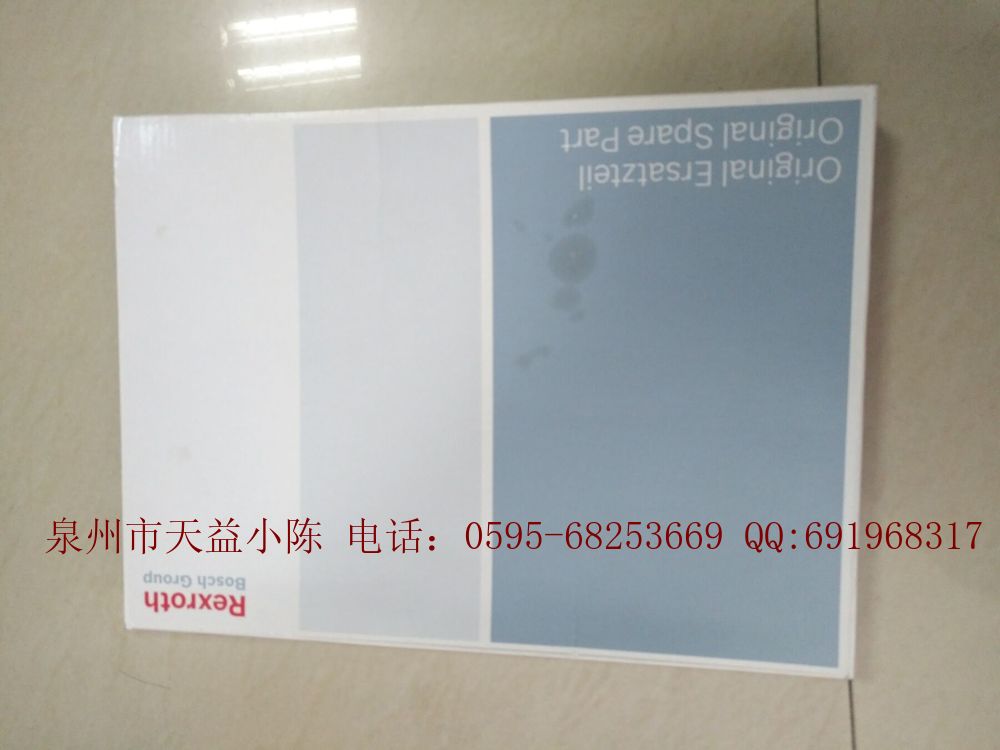 Original Ersatzteil
Original Spare Part
泉州市天益小陈 电话：0595-68253669 QQ:691968317
Rexroth
Bosch Group